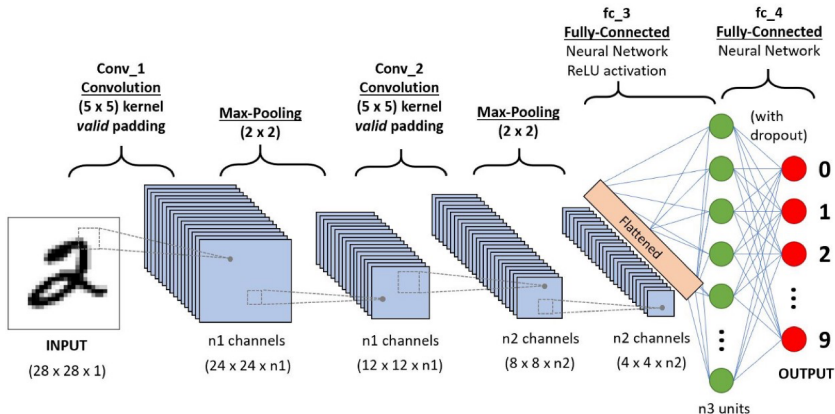 fc_3
Fully-Connected
Neural Network
ReLU activation
fc_4
Fully-Connected
Neural Network
Conv_1
Convolution
(5 x 5) kernel
valid padding
Max-Pooling
(2 x 2)
Conv_2
Convolution
(5 x 5) kernel
valid padding
Max-Pooling
(2 x 2)
(with
dropout)
Flattened
0
1
2
9
2
INPUT
(28 x 28 x 1)
n1 channels
(24 x 24 x n1)
n1 channels
(12 x 12 x n1)
n2 channels
(8 x 8 x n2)
n2 channels
(4 x 4 x n2)
OUTPUT
n3 units